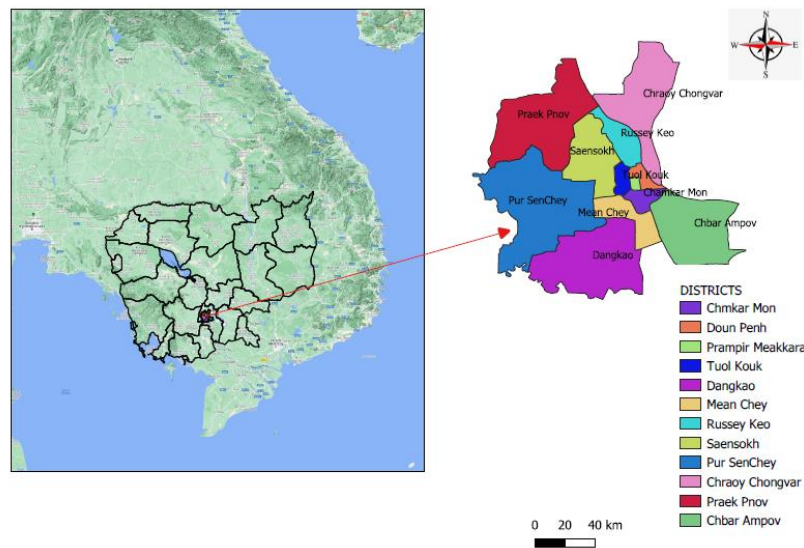 N
W E
S
Chraoy Chongvar
Praek Pnov
Russey Keo
Saensokh
Tuol Kouk
Chamkar Mon
Pur SenChey
Mean Chey
Chbar Ampov
Dangkao
DISTRICTS
Chmkar Mon
Doun Penh
Prampir Meakkara
Tuol Kouk
Dangkao
Mean Chey
Russey Keo
Saensokh
Pur SenChey
Chraoy Chongvar
Praek Pnov
Chbar Ampov
0 20 40 km